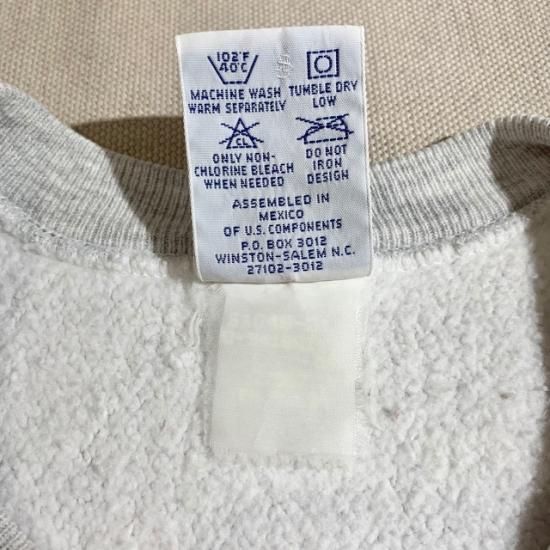 102°F
40°C
MACHINE WASH
WARM SEPARATELY
TUMBLE DRY
LOW
CL
ONLY NON-
CHLORINE BLEACH
WHEN NEEDED
DO NOT
IRON
DESIGN
ASSEMBLED IN
MEXICO
OF U.S. COMPONENTS
P.O. BOX 3012
WINSTON-SALEM N.C.
27102-3012